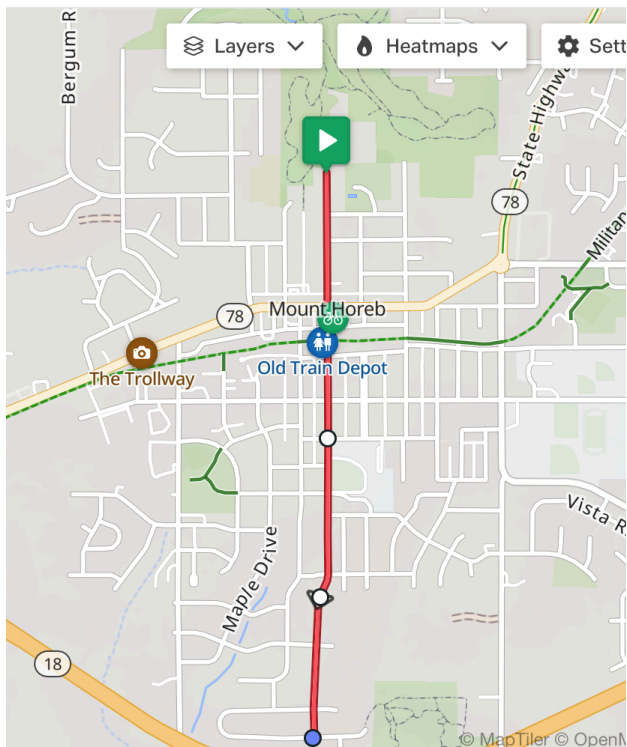 Layers
Heatmaps
Sett
Bergum R
State Highwa
78
Militan
78
Mount Horeb
The Trollway
Old Train Depot
Maple Drive
Vista R
18
© MapTiler © OpenM